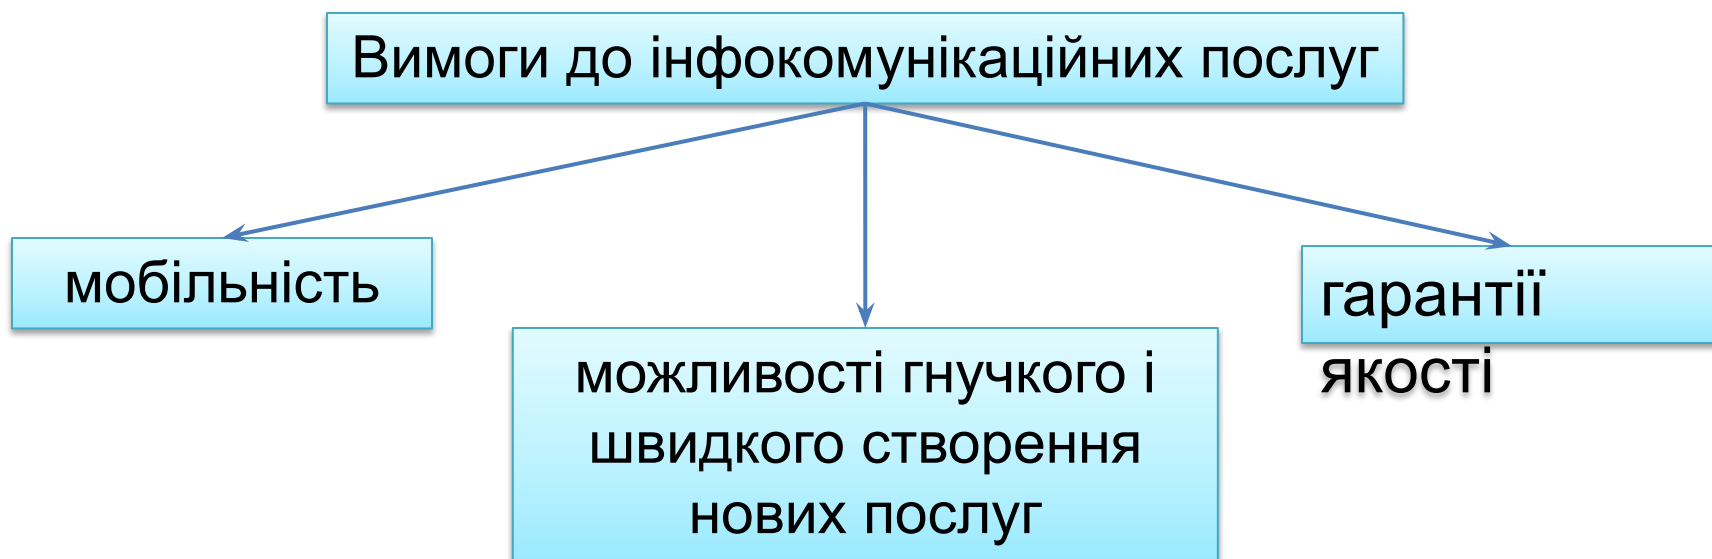 Вимоги до інфокомунікаційних послуг
мобільність
можливості гнучкого і
швидкого створення
нових послуг
гарантії
якості